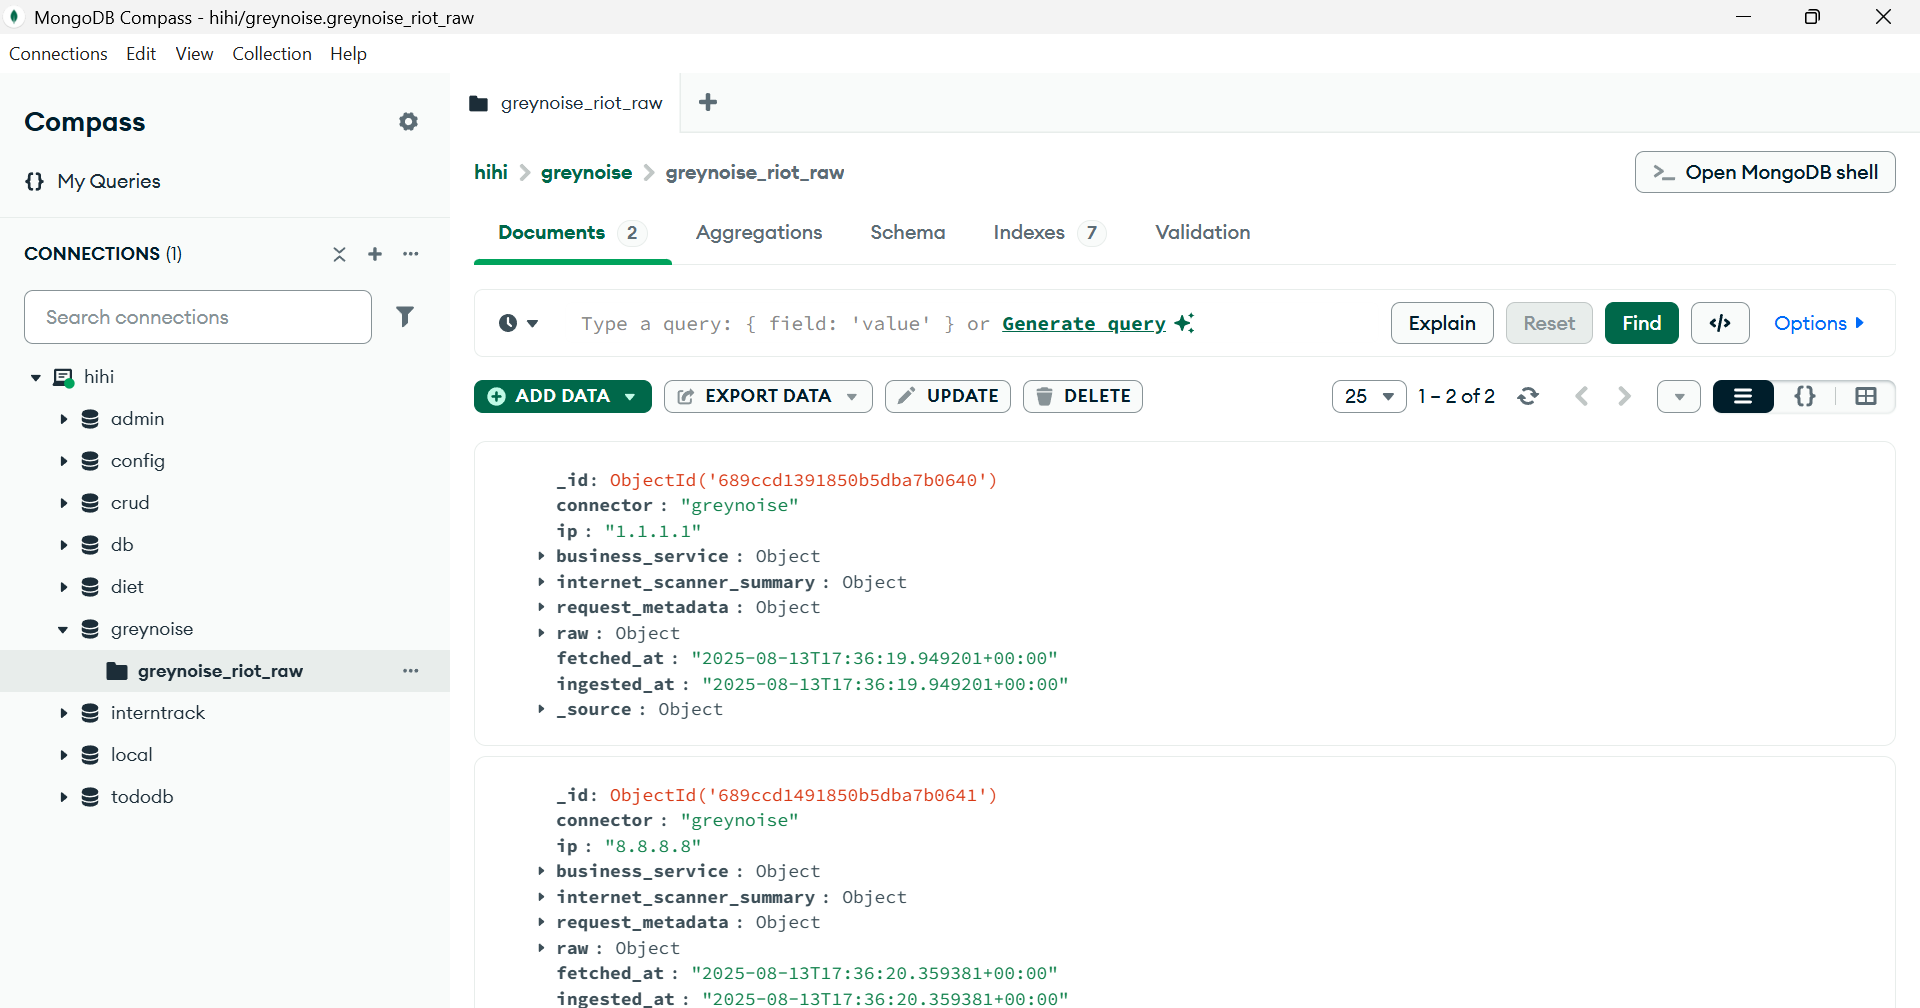 MongoDB Compass - hihi/greynoise.greynoise_riot_raw
Connections Edit View Collection Help
Compass
{} My Queries
CONNECTIONS (1)
Search connections
hihi
admin
config
crud
db
diet
greynoise
greynoise_riot_raw
interntrack
local
tododb
greynoise_riot_raw
hihi > greynoise > greynoise_riot_raw
>_ Open MongoDB shell
Documents 2 Aggregations Schema Indexes 7 Validation
Type a query: { field: 'value' } or Generate query
Explain Reset Find </> Options
ADD DATA EXPORT DATA UPDATE DELETE
25 1 – 2 of 2 {}
_id: ObjectId('689ccd1391850b5dba7b0640')
connector : "greynoise"
ip : "1.1.1.1"
business_service : Object
internet_scanner_summary : Object
request_metadata : Object
raw : Object
fetched_at : "2025-08-13T17:36:19.949201+00:00"
ingested_at : "2025-08-13T17:36:19.949201+00:00"
_source : Object
_id: ObjectId('689ccd1491850b5dba7b0641')
connector : "greynoise"
ip : "8.8.8.8"
business_service : Object
internet_scanner_summary : Object
request_metadata : Object
raw : Object
fetched_at : "2025-08-13T17:36:20.359381+00:00"
ingested_at : "2025-08-13T17:36:20.359381+00:00"